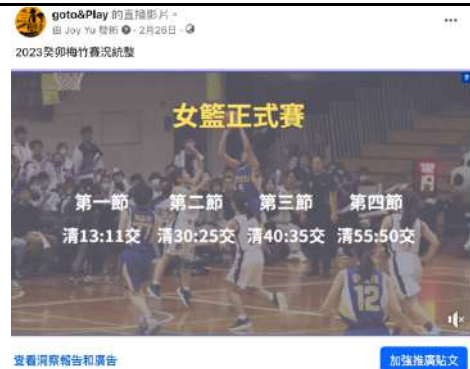 goto&Play 的直播影片。
由 Joy Yu 發佈 · 2月26日 ·
2023癸卯梅竹賽況統整
女籃正式賽
第一節 第二節 第三節 第四節
清13:11交 清30:25交 清40:35交 清55:50交
12
查看洞察報告和廣告
加強推廣貼文